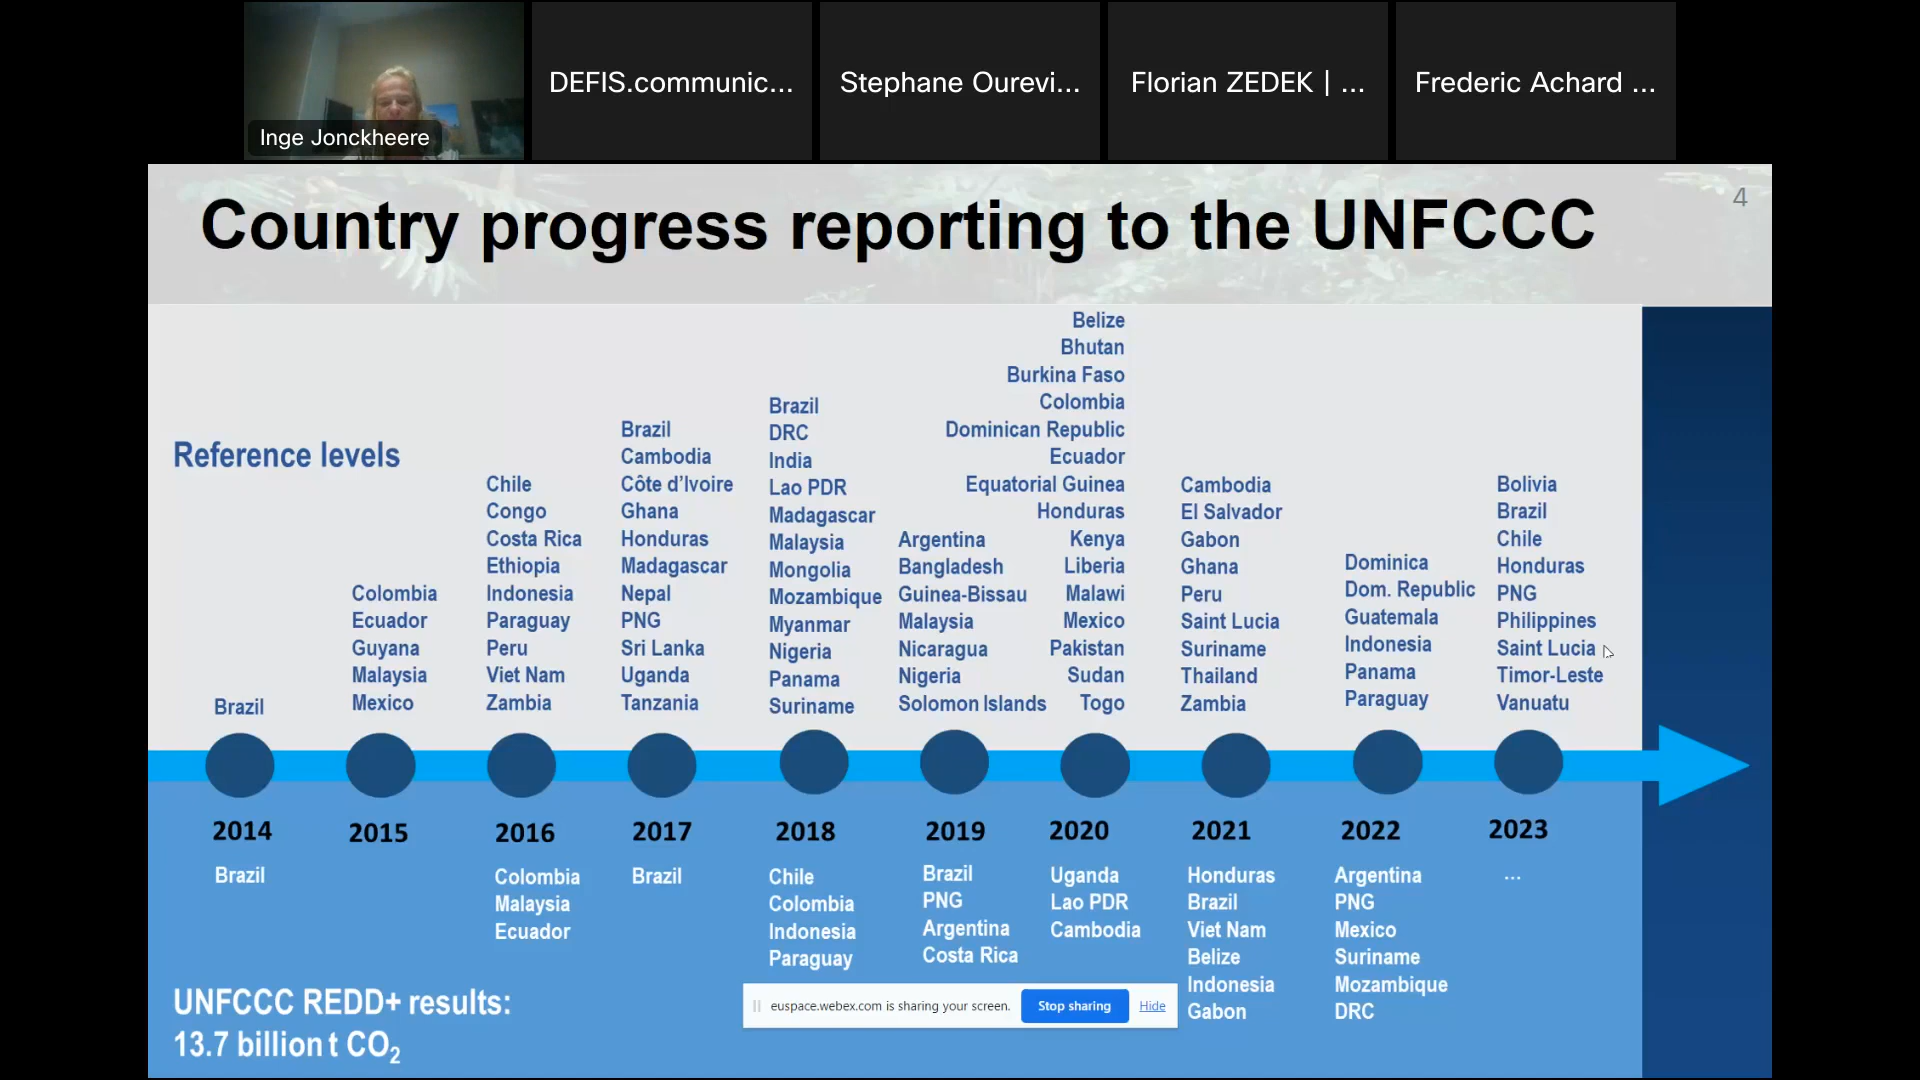 Inge Jonckheere
DEFIS.communic...
Stephane Ourevi...
Florian ZEDEK | ...
Frederic Achard ...
Country progress reporting to the UNFCCC
4
Reference levels
Brazil
Colombia
Ecuador
Guyana
Malaysia
Mexico
Chile
Congo
Costa Rica
Ethiopia
Indonesia
Paraguay
Peru
Viet Nam
Zambia
Brazil
Cambodia
Côte d'Ivoire
Ghana
Honduras
Madagascar
Nepal
PNG
Sri Lanka
Uganda
Tanzania
Brazil
DRC
India
Lao PDR
Madagascar
Malaysia
Mongolia
Mozambique
Myanmar
Nigeria
Panama
Suriname
Argentina
Bangladesh
Guinea-Bissau
Malaysia
Nicaragua
Nigeria
Solomon Islands
Belize
Bhutan
Burkina Faso
Colombia
Dominican Republic
Ecuador
Equatorial Guinea
Honduras
Kenya
Liberia
Malawi
Mexico
Pakistan
Sudan
Togo
Cambodia
El Salvador
Gabon
Ghana
Peru
Saint Lucia
Suriname
Thailand
Zambia
Dominica
Dom. Republic
Guatemala
Indonesia
Panama
Paraguay
Bolivia
Brazil
Chile
Honduras
PNG
Philippines
Saint Lucia
Timor-Leste
Vanuatu
2014
2015
2016
2017
2018
2019
2020
2021
2022
2023
Brazil
Colombia
Malaysia
Ecuador
Brazil
Chile
Colombia
Indonesia
Paraguay
Brazil
PNG
Argentina
Costa Rica
Uganda
Lao PDR
Cambodia
Honduras
Brazil
Viet Nam
Belize
Indonesia
Gabon
Argentina
PNG
Mexico
Suriname
Mozambique
DRC
...
UNFCCC REDD+ results:
13.7 billion t CO₂
euspace.webex.com is sharing your screen.
Stop sharing
Hide